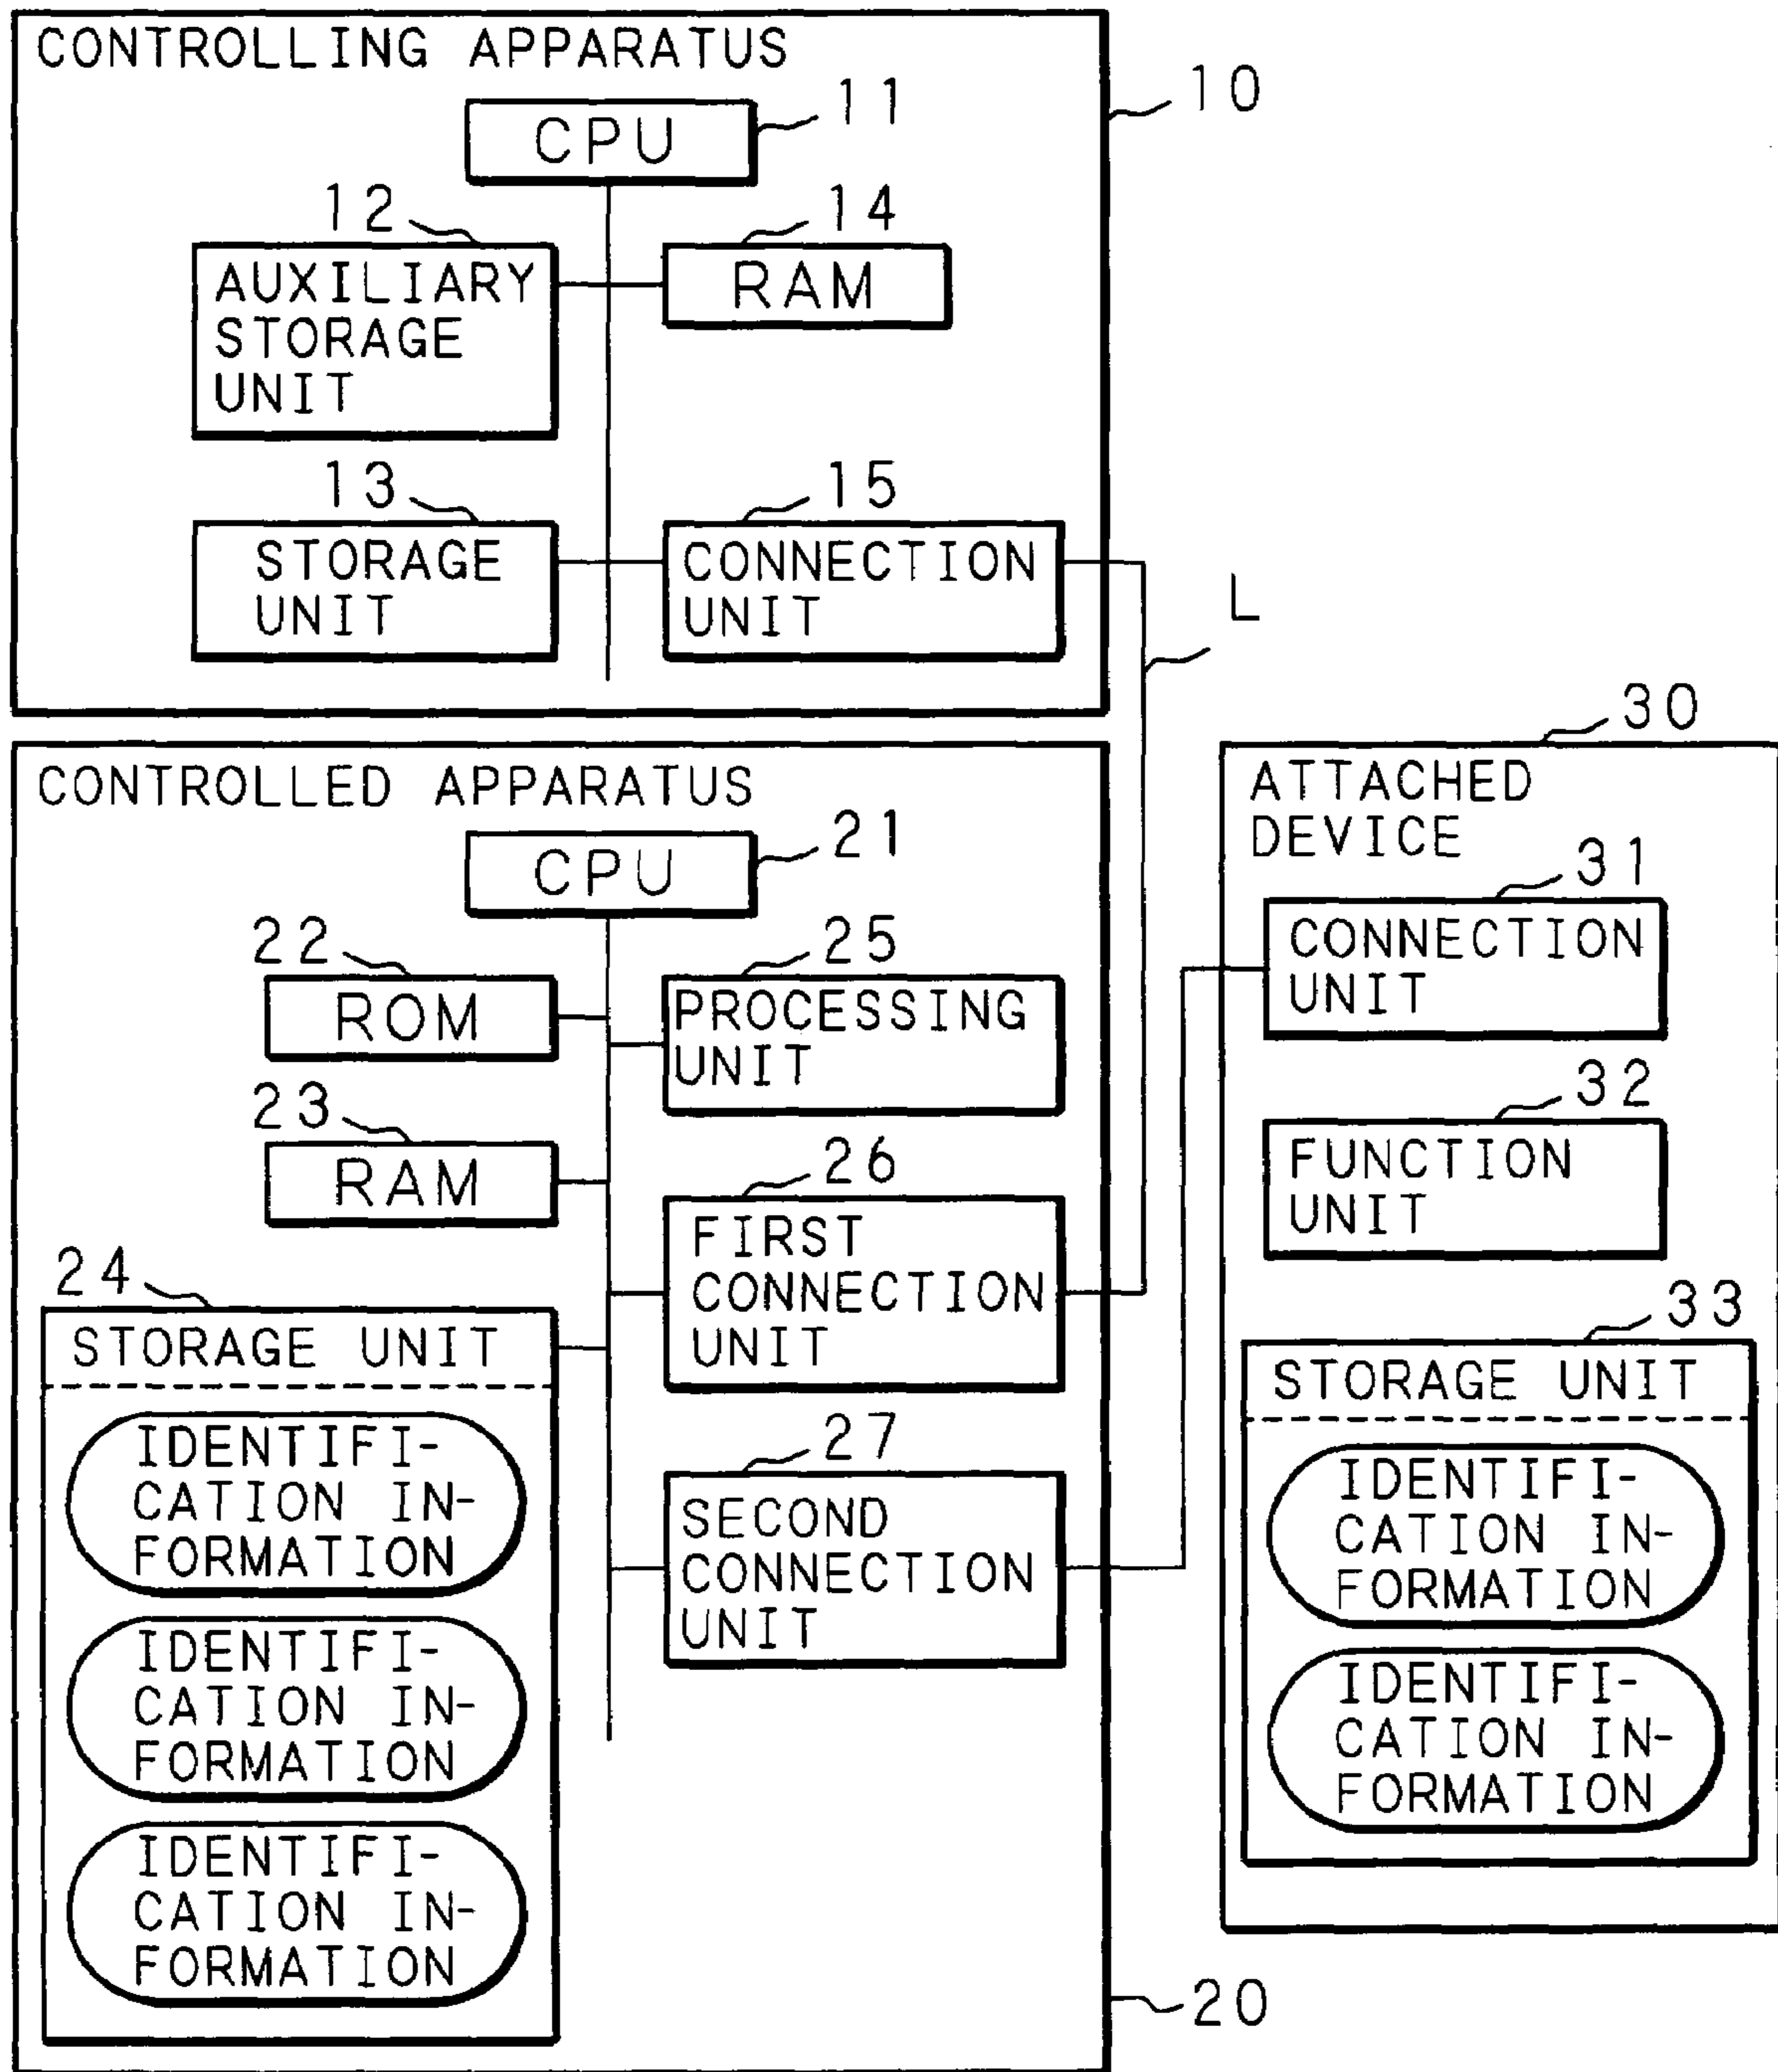 CONTROLLING APPARATUS
10
11
CPU
12
14
AUXILIARY
STORAGE
UNIT
RAM
13
15
STORAGE
UNIT
CONNECTION
UNIT
L
CONTROLLED APPARATUS
21
CPU
22
25
ROM
PROCESSING
UNIT
23
RAM
26
FIRST
CONNECTION
UNIT
24
STORAGE UNIT
IDENTIFI-
CATION IN-
FORMATION
IDENTIFI-
CATION IN-
FORMATION
IDENTIFI-
CATION IN-
FORMATION
27
SECOND
CONNECTION
UNIT
20
30
ATTACHED
DEVICE
31
CONNECTION
UNIT
32
FUNCTION
UNIT
33
STORAGE UNIT
IDENTIFI-
CATION IN-
FORMATION
IDENTIFI-
CATION IN-
FORMATION